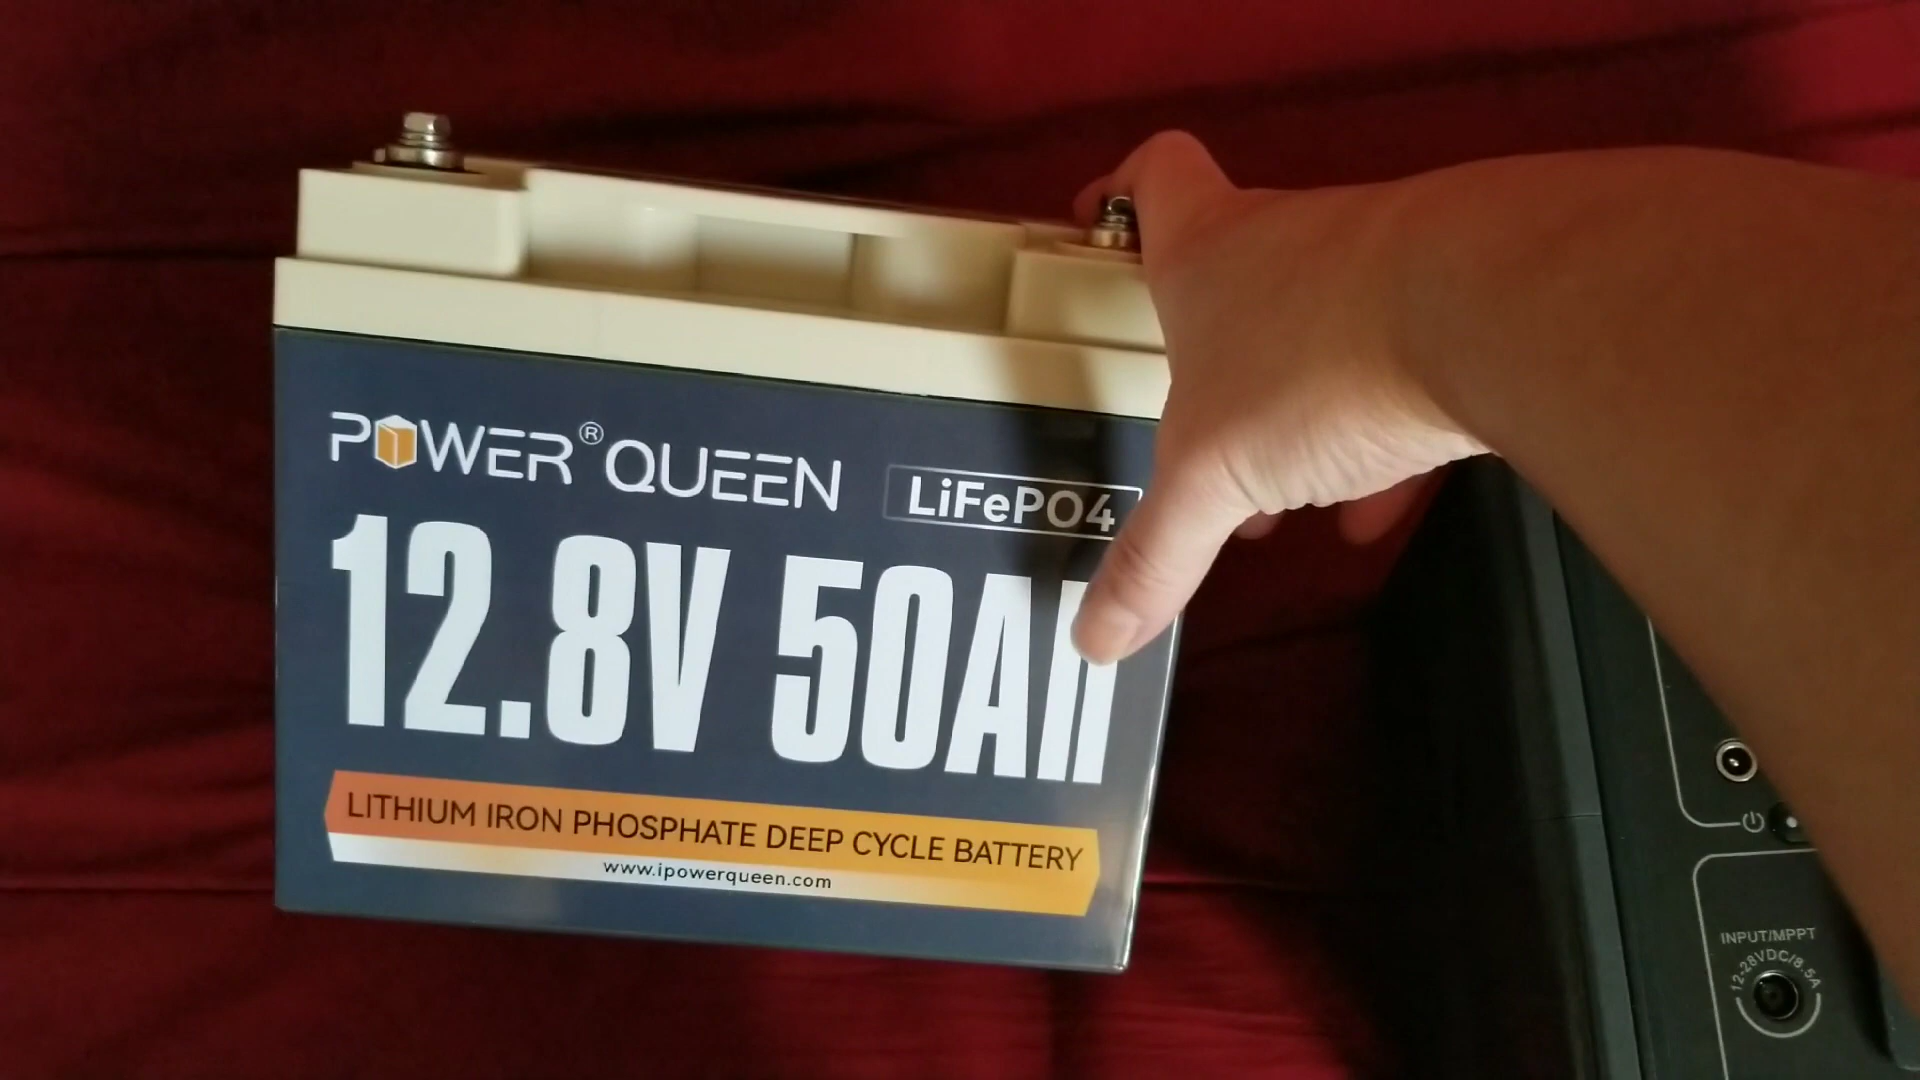 POWER® QUEEN
LiFePO4
12.8V 50Ah
LITHIUM IRON PHOSPHATE DEEP CYCLE BATTERY
www.ipowerqueen.com
INPUT/MPPT
12-28VDC/8.5A